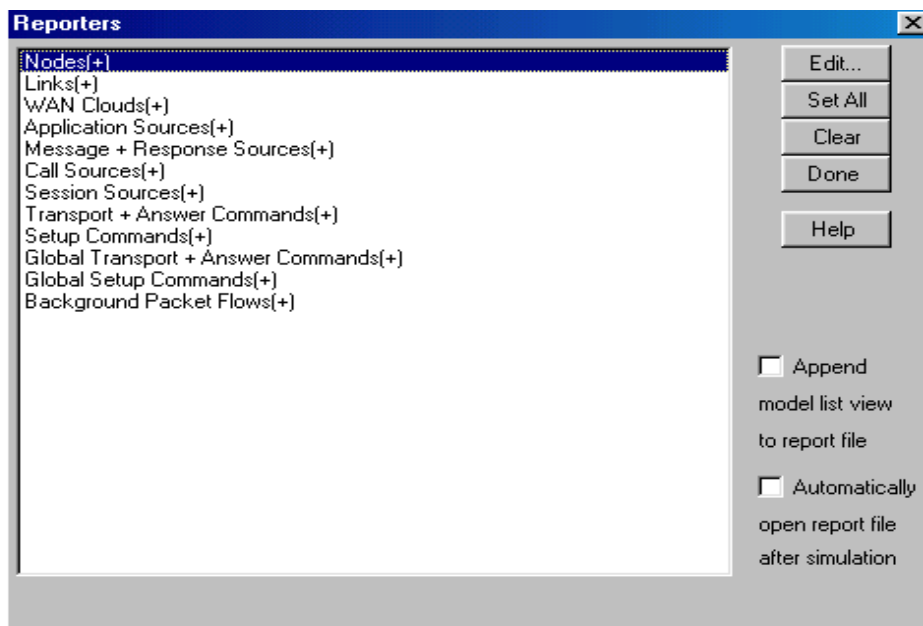 Reporters
Nodes(+)
Links(+)
WAN Clouds(+)
Application Sources(+)
Message + Response Sources(+)
Call Sources(+)
Session Sources(+)
Transport + Answer Commands(+)
Setup Commands(+)
Global Transport + Answer Commands(+)
Global Setup Commands(+)
Background Packet Flows(+)
Edit...
Set All
Clear
Done
Help
Append
model list view
to report file
Automatically
open report file
after simulation